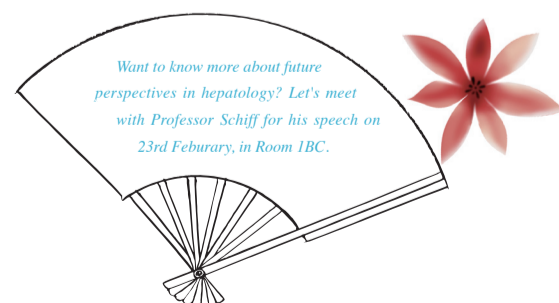 Want to know more about future
perspectives in hepatology? Let's meet
with Professor Schiff for his speech on
23rd Feburary, in Room 1BC.